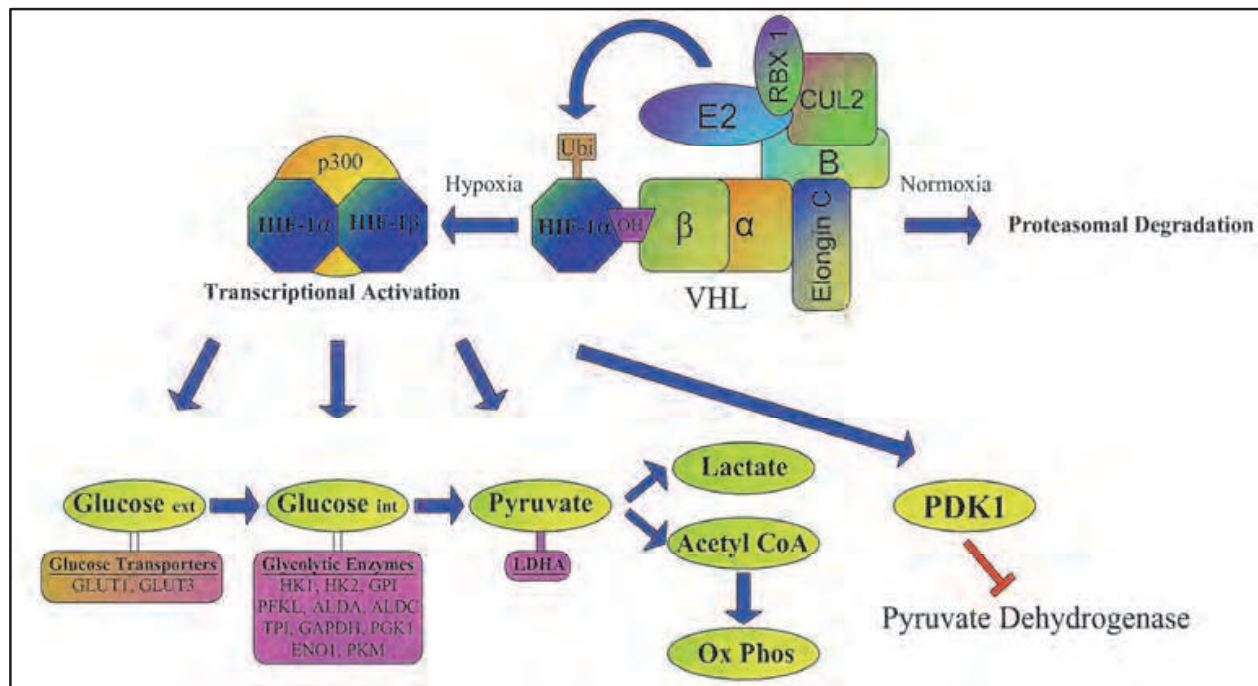 RBX 1
CUL2
E2
B
Ubi
p300
Hypoxia
Normoxia
HIF-1α
HIF-1β
HIF-1α
OH
β
α
Elongin C
Proteasomal Degradation
Transcriptional Activation
VHL
Lactate
Glucose ext
Glucose int
Pyruvate
PDK1
Acetyl CoA
Glucose Transporters
GLUT1, GLUT3
Glycolytic Enzymes
HK1, HK2, GPI
PFKL, ALDA, ALDC
TPI, GAPDH, PGK1
ENO1, PKM
LDHA
Pyruvate Dehydrogenase
Ox Phos